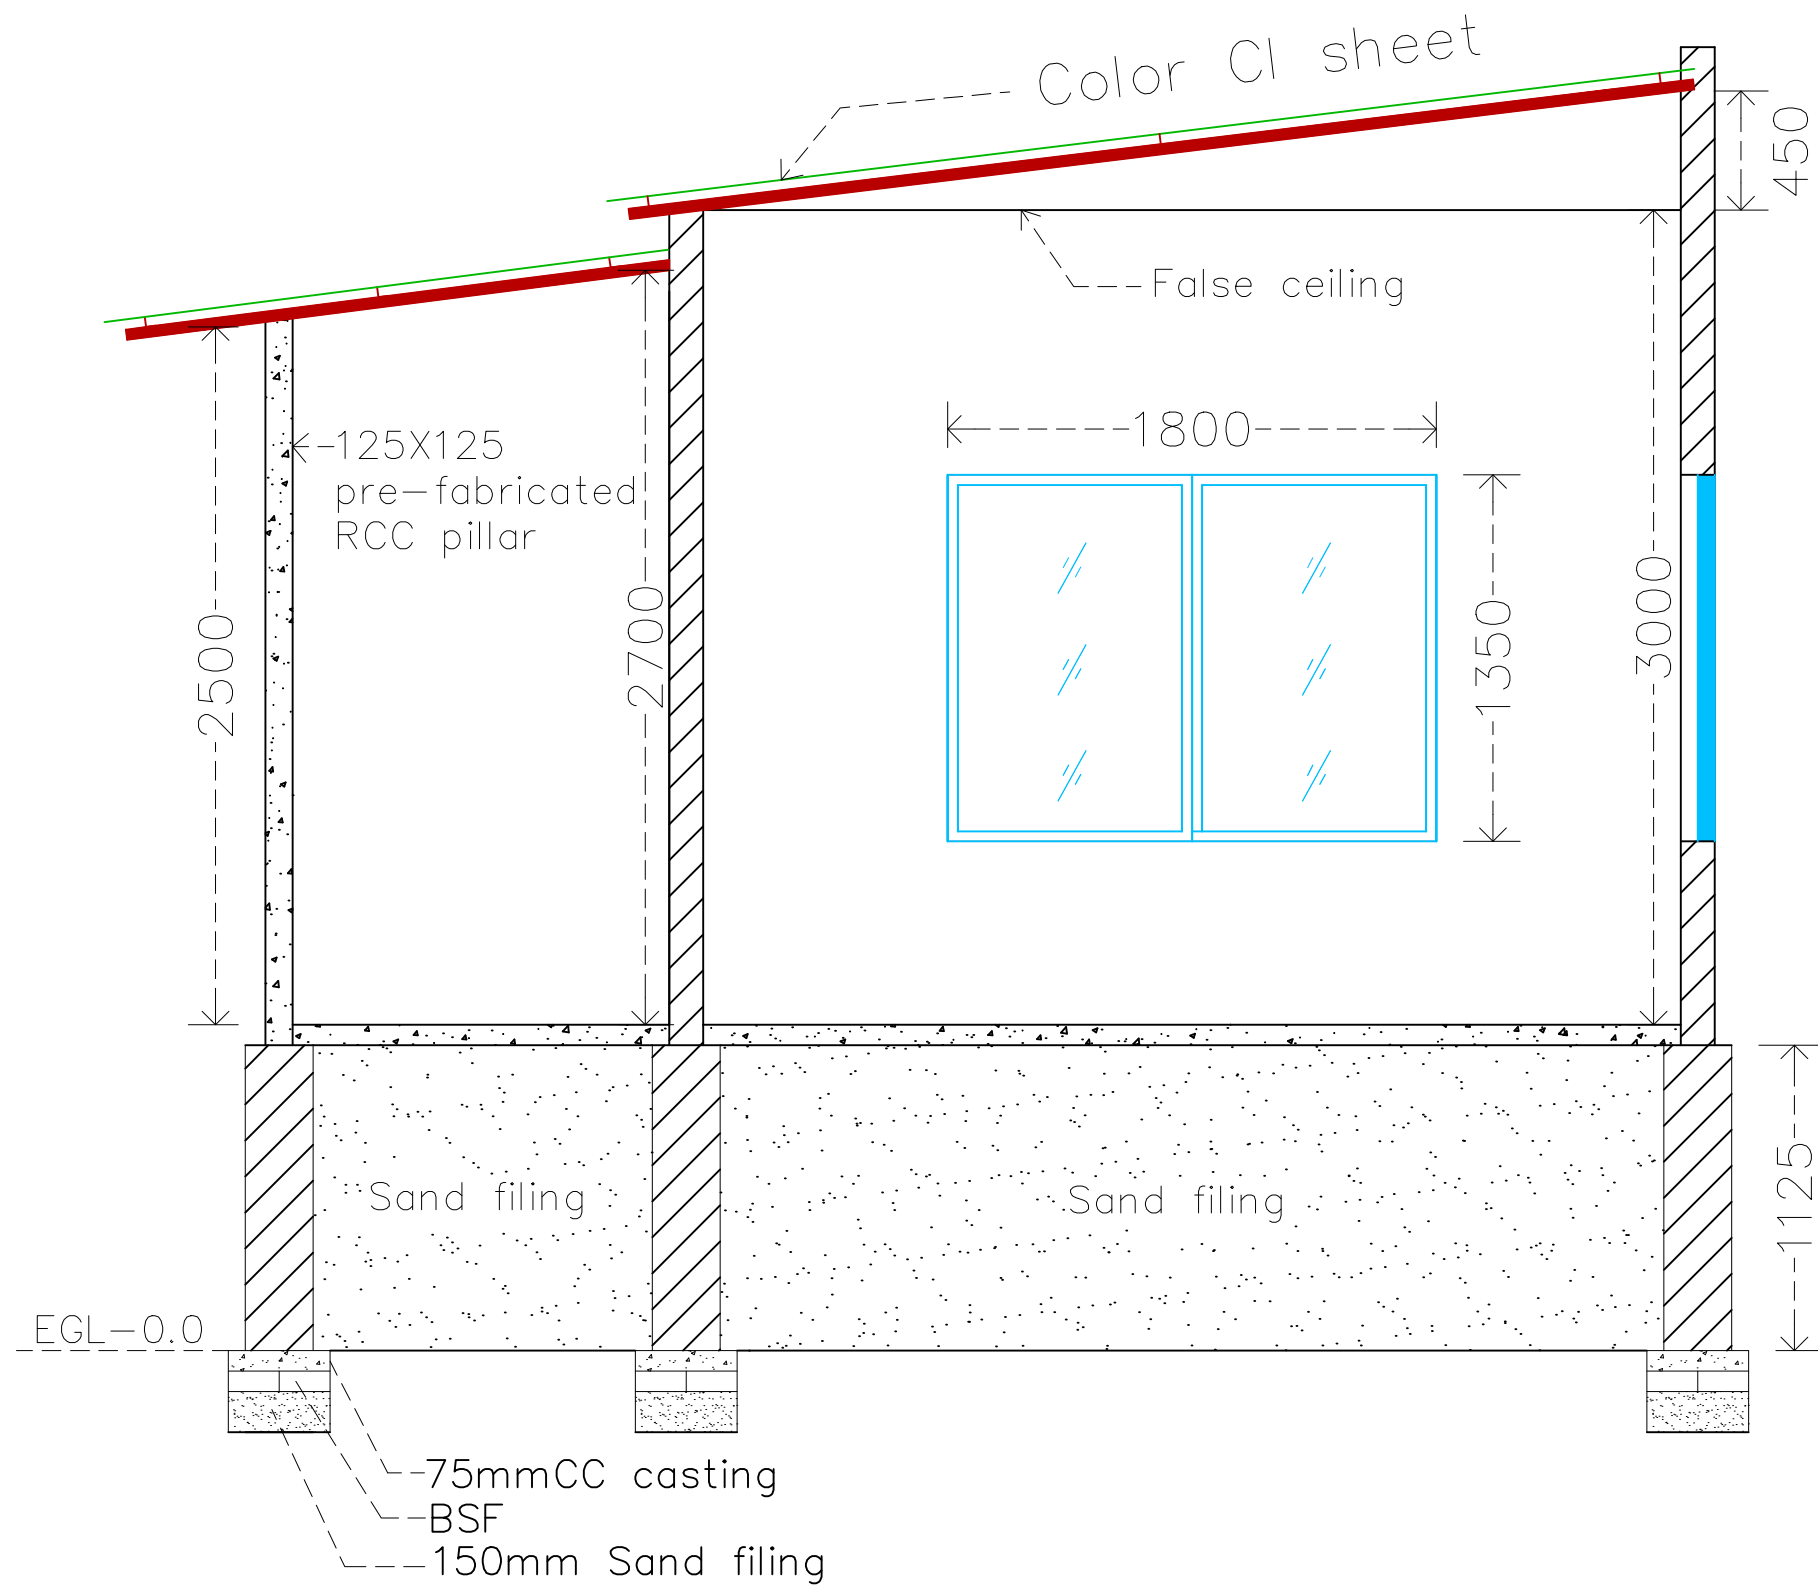 Color CI sheet
450
False ceiling
1800
125X125
pre-fabricated
RCC pillar
2500
2700
1350
3000
Sand filing
Sand filing
1125
EGL-0.0
75mmCC casting
BSF
150mm Sand filing